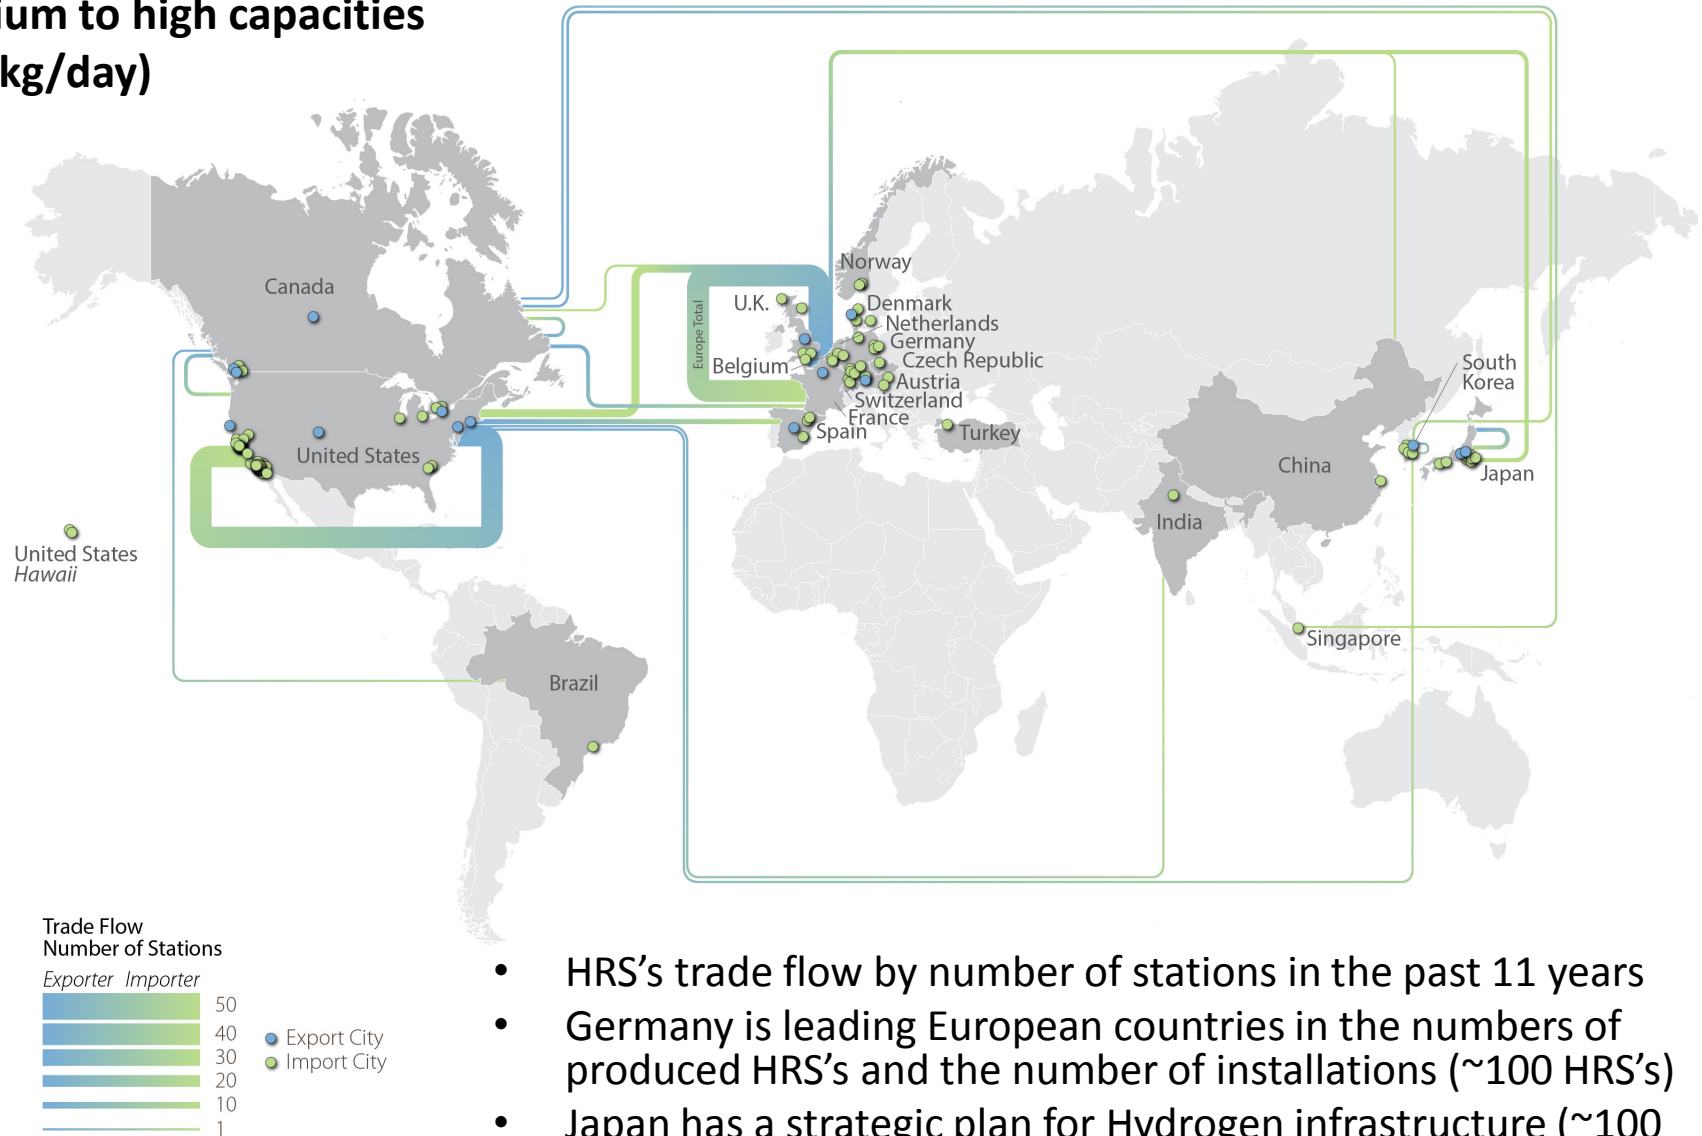 ium to high capacities
kg/day)
Canada
United States
United States
Hawaii
Brazil
Europe Total
U.K.
Norway
Denmark
Netherlands
Germany
Belgium
Czech Republic
Austria
Switzerland
France
Spain
Turkey
China
India
Singapore
South
Korea
Japan
Trade Flow
Number of Stations
Exporter Importer
50
40
30
20
10
1
Export City
Import City
• HRS’s trade flow by number of stations in the past 11 years
• Germany is leading European countries in the numbers of
produced HRS’s and the number of installations (~100 HRS’s)
• Japan has a strategic plan for Hydrogen infrastructure (~100